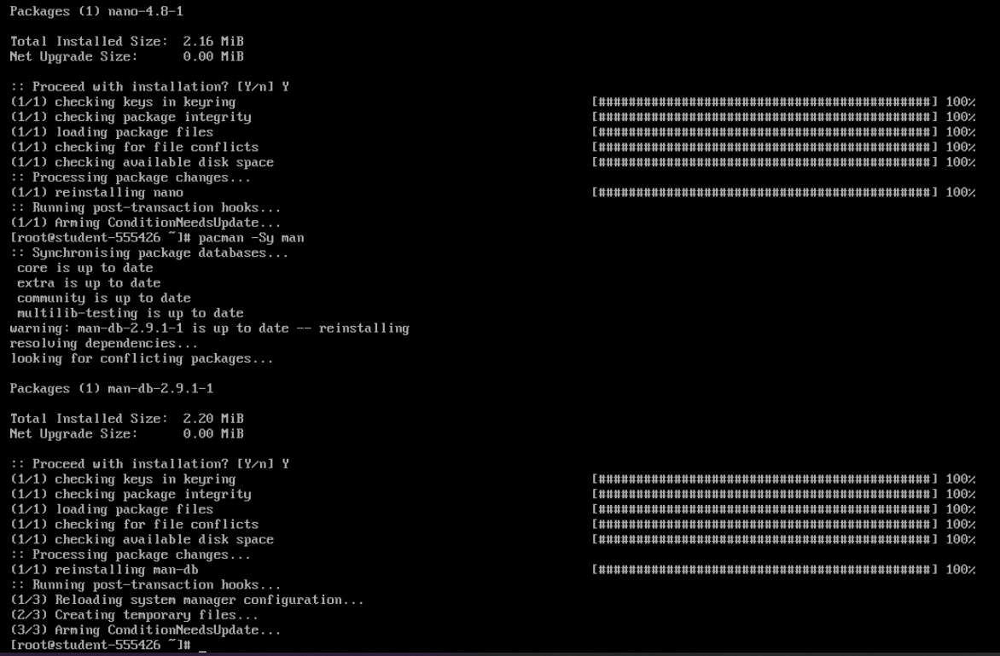 Packages (1) nano-4.8-1
Total Installed Size:  2.16 MiB
Net Upgrade Size:      0.00 MiB
:: Proceed with installation? [Y/n] Y
(1/1) checking keys in keyring [############################################] 100%
(1/1) checking package integrity [############################################] 100%
(1/1) loading package files [############################################] 100%
(1/1) checking for file conflicts [############################################] 100%
(1/1) checking available disk space [############################################] 100%
:: Processing package changes...
(1/1) reinstalling nano [############################################] 100%
:: Running post-transaction hooks...
(1/1) Arming ConditionNeedsUpdate...
[root@student-555426 ~]# pacman -Sy man
:: Synchronising package databases...
 core is up to date
 extra is up to date
 community is up to date
 multilib-testing is up to date
warning: man-db-2.9.1-1 is up to date -- reinstalling
resolving dependencies...
looking for conflicting packages...
Packages (1) man-db-2.9.1-1
Total Installed Size:  2.20 MiB
Net Upgrade Size:      0.00 MiB
:: Proceed with installation? [Y/n] Y
(1/1) checking keys in keyring [############################################] 100%
(1/1) checking package integrity [############################################] 100%
(1/1) loading package files [############################################] 100%
(1/1) checking for file conflicts [############################################] 100%
(1/1) checking available disk space [############################################] 100%
:: Processing package changes...
(1/1) reinstalling man-db [############################################] 100%
:: Running post-transaction hooks...
(1/3) Reloading system manager configuration...
(2/3) Creating temporary files...
(3/3) Arming ConditionNeedsUpdate...
[root@student-555426 ~]# _